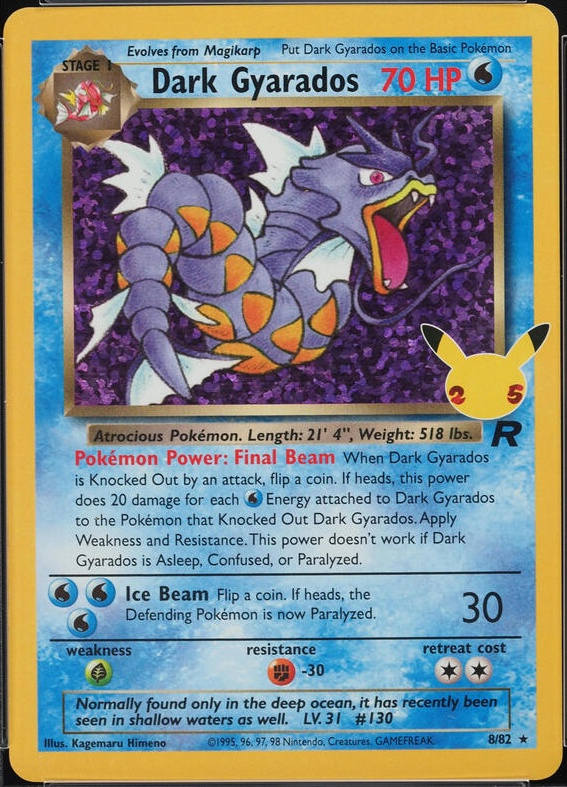 Evolves from Magikarp Put Dark Gyarados on the Basic Pokémon
STAGE 1
Dark Gyarados 70 HP
2 5
Atrocious Pokémon. Length: 21' 4", Weight: 518 lbs.
R
Pokémon Power: Final Beam When Dark Gyarados
is Knocked Out by an attack, flip a coin. If heads, this power
does 20 damage for each Energy attached to Dark Gyarados
to the Pokémon that Knocked Out Dark Gyarados. Apply
Weakness and Resistance. This power doesn't work if Dark
Gyarados is Asleep, Confused, or Paralyzed.
Ice Beam Flip a coin. If heads, the
Defending Pokémon is now Paralyzed.
30
weakness resistance retreat cost
-30
Normally found only in the deep ocean, it has recently been
seen in shallow waters as well. LV. 31 #130
Illus. Kagemaru Himeno ©1995, 96, 97, 98 Nintendo, Creatures, GAMEFREAK. 8/82 ★